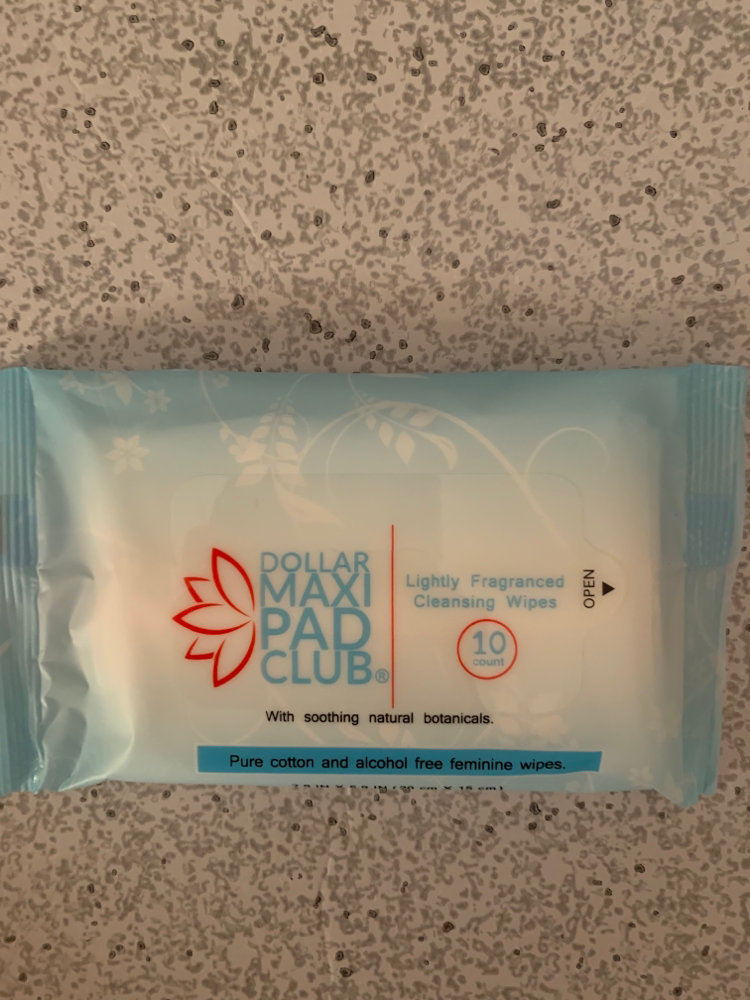 DOLLAR
MAXI
PAD
CLUB®
Lightly Fragranced
Cleansing Wipes
10
count
OPEN
With soothing natural botanicals.
Pure cotton and alcohol free feminine wipes.